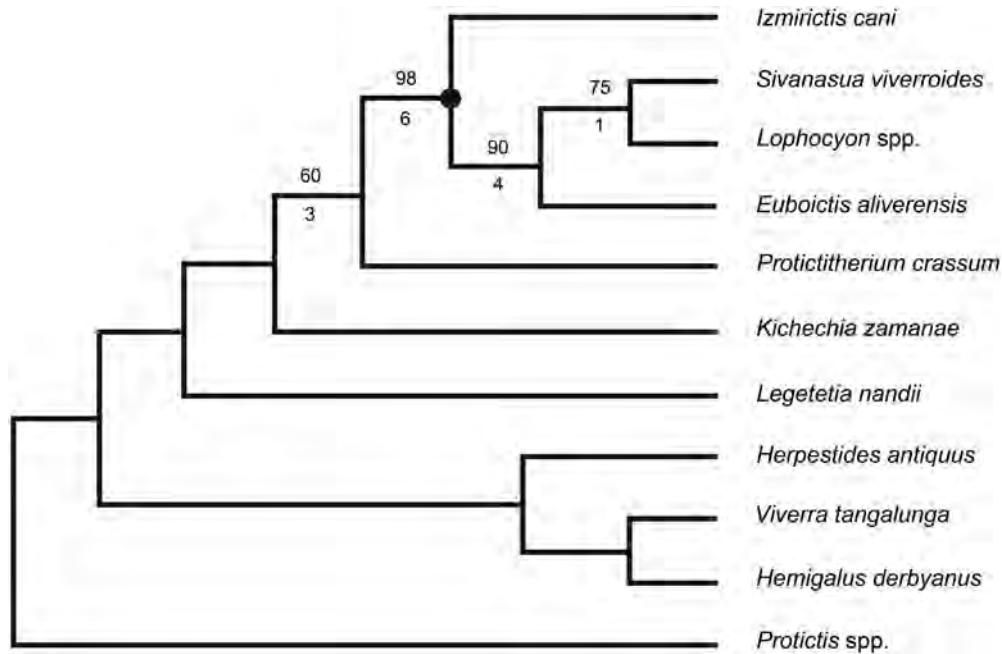 Izmirictis cani
98
6
75
1
Sivanasua viverroides
Lophocyon spp.
90
4
60
3
Euboictis aliverensis
Protictitherium crassum
Kichechia zamanae
Legetetia nandii
Herpestides antiquus
Viverra tangalunga
Hemigalus derbyanus
Protictis spp.